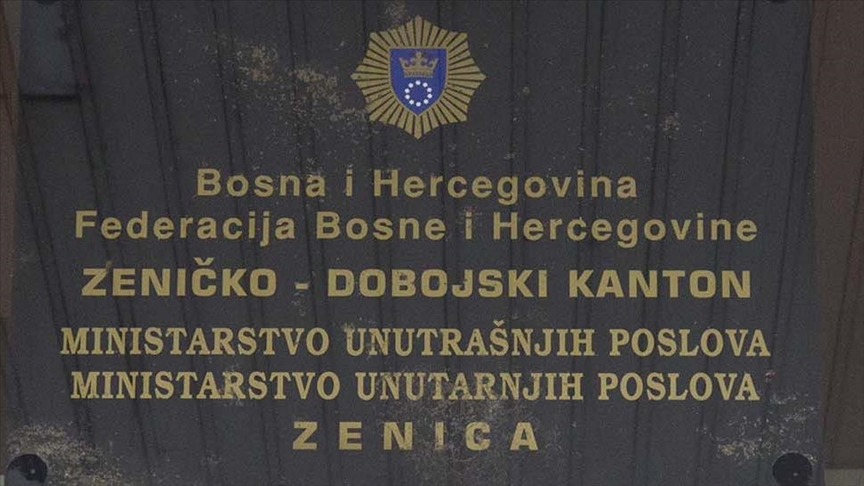 Bosna i Hercegovina
Federacija Bosne i Hercegovine
ZENIČKO - DOBOJSKI KANTON
MINISTARSTVO UNUTRAŠNJIH POSLOVA
MINISTARSTVO UNUTARNJIH POSLOVA
ZENICA